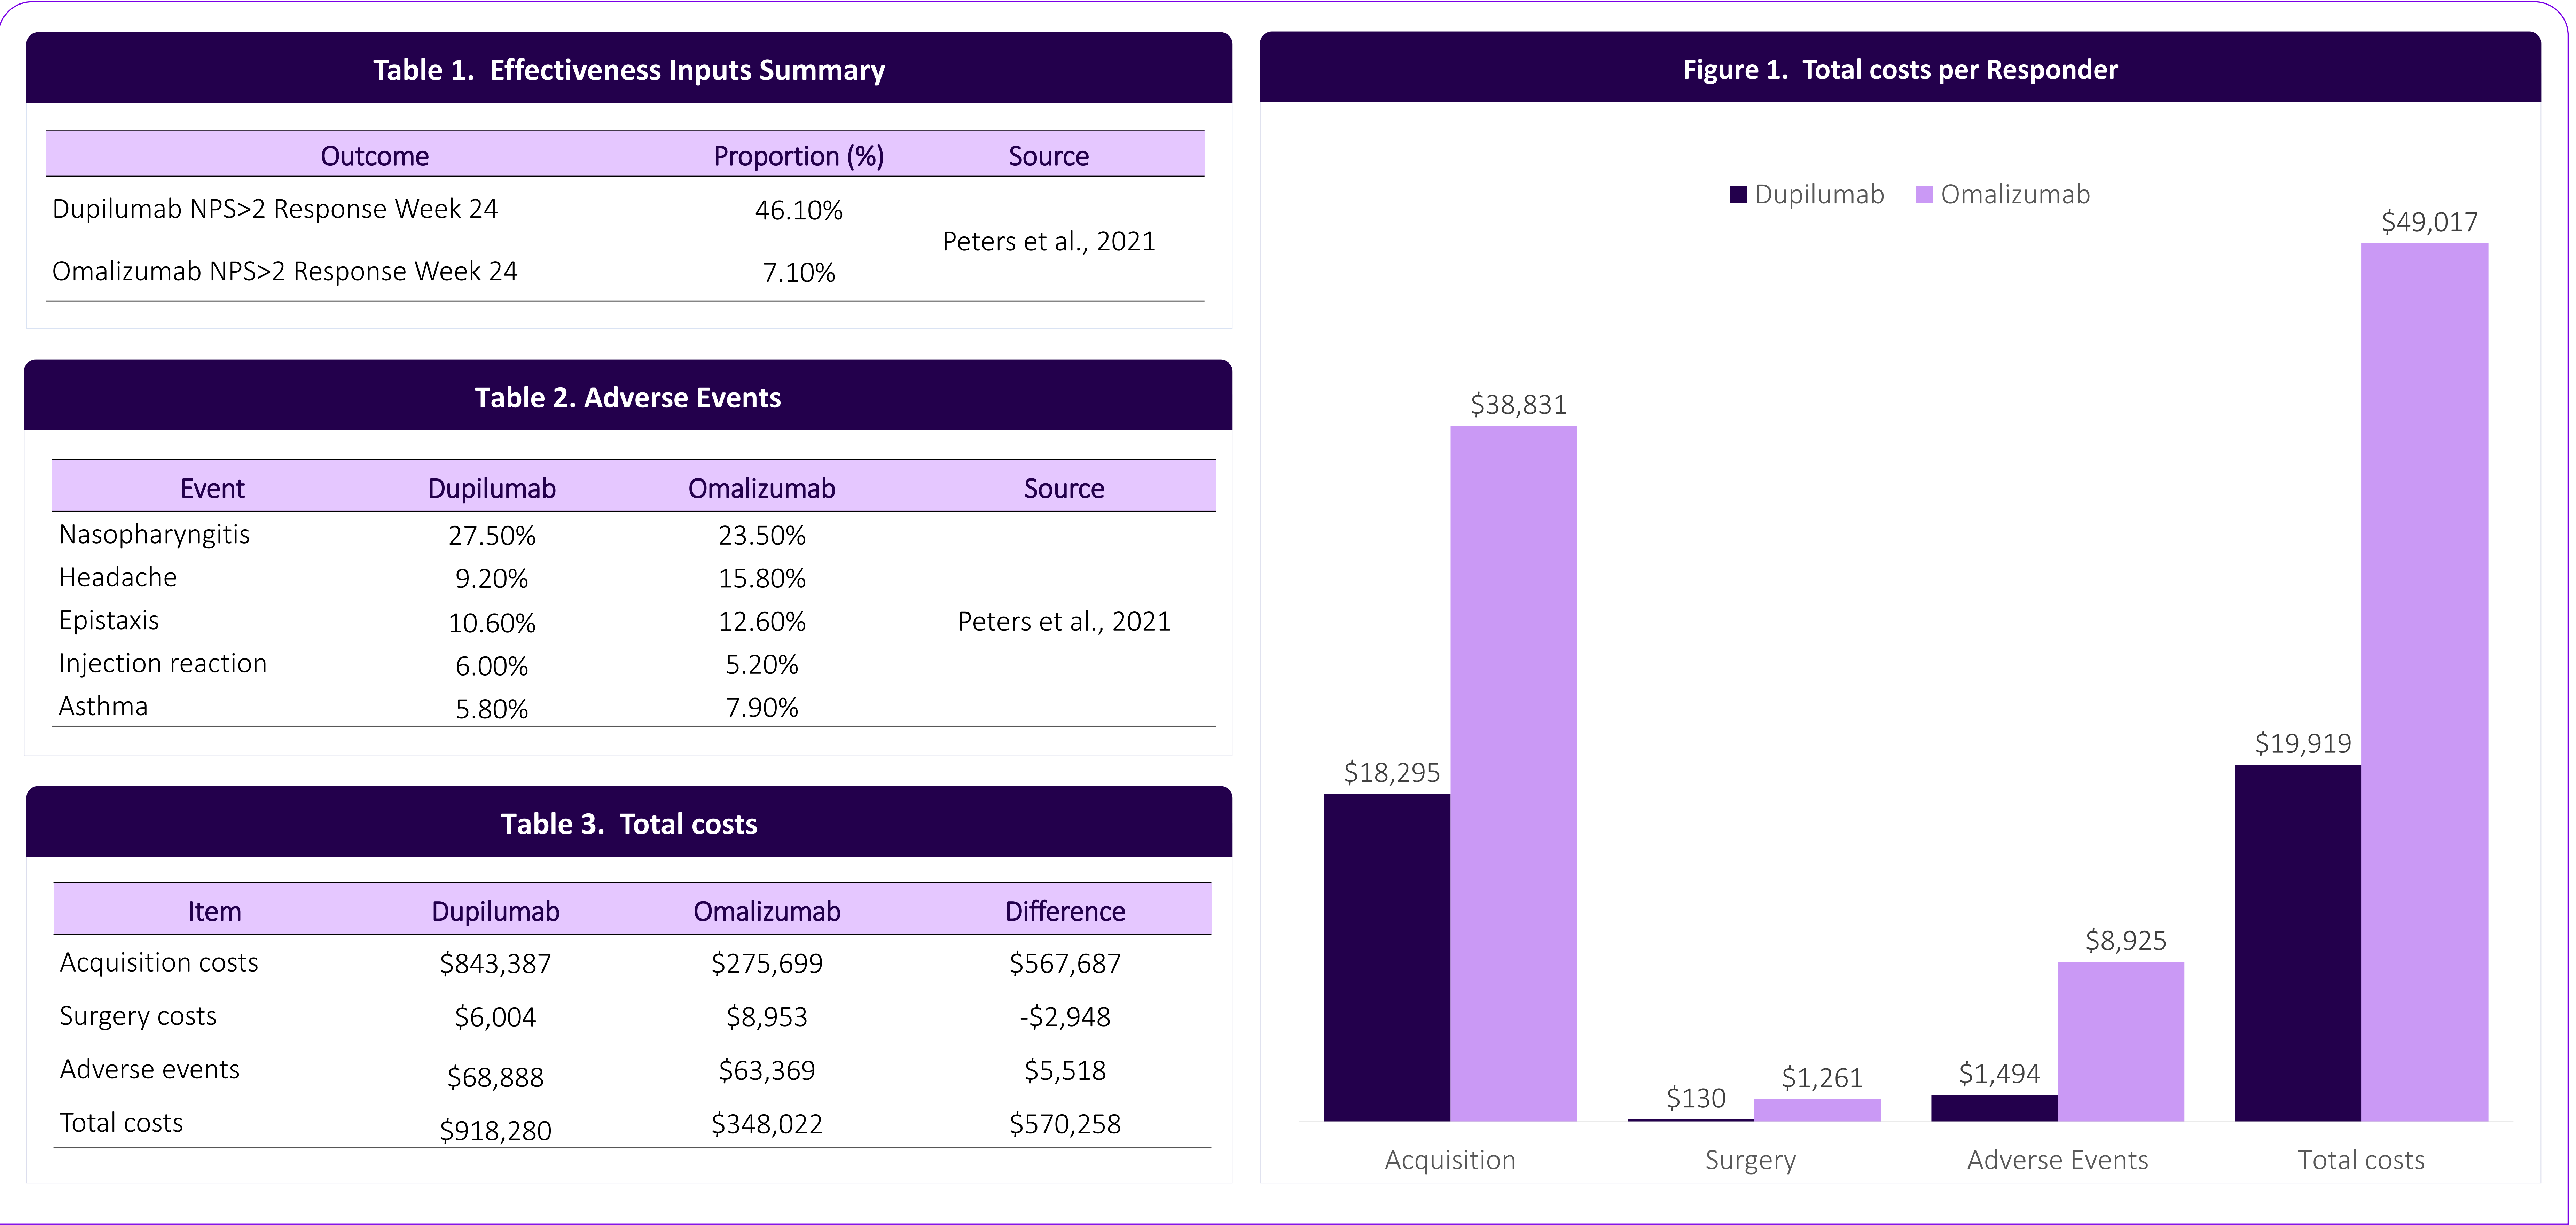 Table 1.  Effectiveness Inputs Summary
Outcome Proportion (%) Source
Dupilumab NPS>2 Response Week 24 46.10%
Peters et al., 2021
Omalizumab NPS>2 Response Week 24 7.10%
Table 2. Adverse Events
Event Dupilumab Omalizumab Source
Nasopharyngitis 27.50% 23.50%
Headache 9.20% 15.80%
Epistaxis 10.60% 12.60% Peters et al., 2021
Injection reaction 6.00% 5.20%
Asthma 5.80% 7.90%
Table 3.  Total costs
Item Dupilumab Omalizumab Difference
Acquisition costs $843,387 $275,699 $567,687
Surgery costs $6,004 $8,953 -$2,948
Adverse events $68,888 $63,369 $5,518
Total costs $918,280 $348,022 $570,258
Figure 1.  Total costs per Responder
Dupilumab Omalizumab
$49,017
$38,831
$19,919
$18,295
$8,925
$1,494
$1,261
$130
Acquisition Surgery Adverse Events Total costs